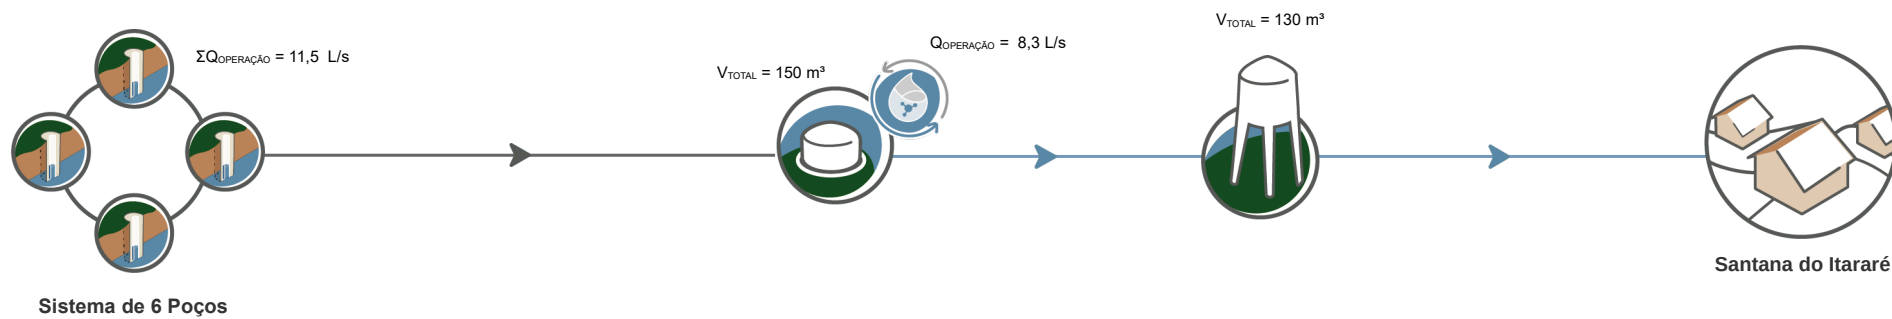 ΣQOPERAÇÃO = 11,5 L/s
VTOTAL = 150 m³
QOPERAÇÃO = 8,3 L/s
VTOTAL = 130 m³
Santana do Itararé
Sistema de 6 Poços